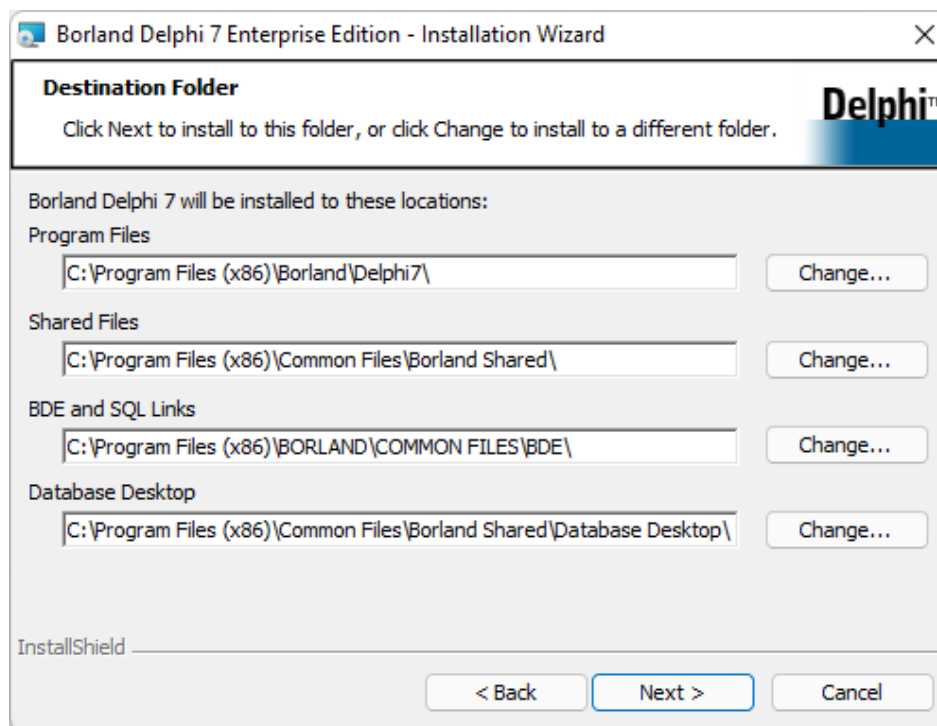 Borland Delphi 7 Enterprise Edition - Installation Wizard
Destination Folder
Click Next to install to this folder, or click Change to install to a different folder.
Delphi™
Borland Delphi 7 will be installed to these locations:
Program Files
C:\Program Files (x86)\Borland\Delphi7\
Change...
Shared Files
C:\Program Files (x86)\Common Files\Borland Shared\
Change...
BDE and SQL Links
C:\Program Files (x86)\BORLAND\COMMON FILES\BDE\
Change...
Database Desktop
C:\Program Files (x86)\Common Files\Borland Shared\Database Desktop\
Change...
InstallShield
< Back
Next >
Cancel